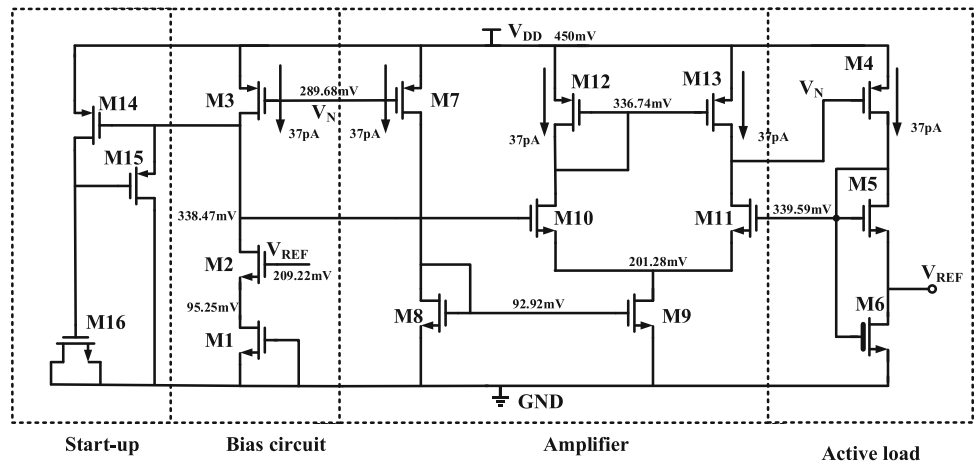 V_DD 450mV
M14
M3
289.68mV
V_N
M7
M12
M13
336.74mV
V_N
M4
37pA
37pA
37pA
37pA
37pA
M15
M5
338.47mV
M10
M11
339.59mV
M2
V_REF
209.22mV
201.28mV
V_REF
95.25mV
M16
M1
M8
92.92mV
M9
M6
GND
Start-up
Bias circuit
Amplifier
Active load